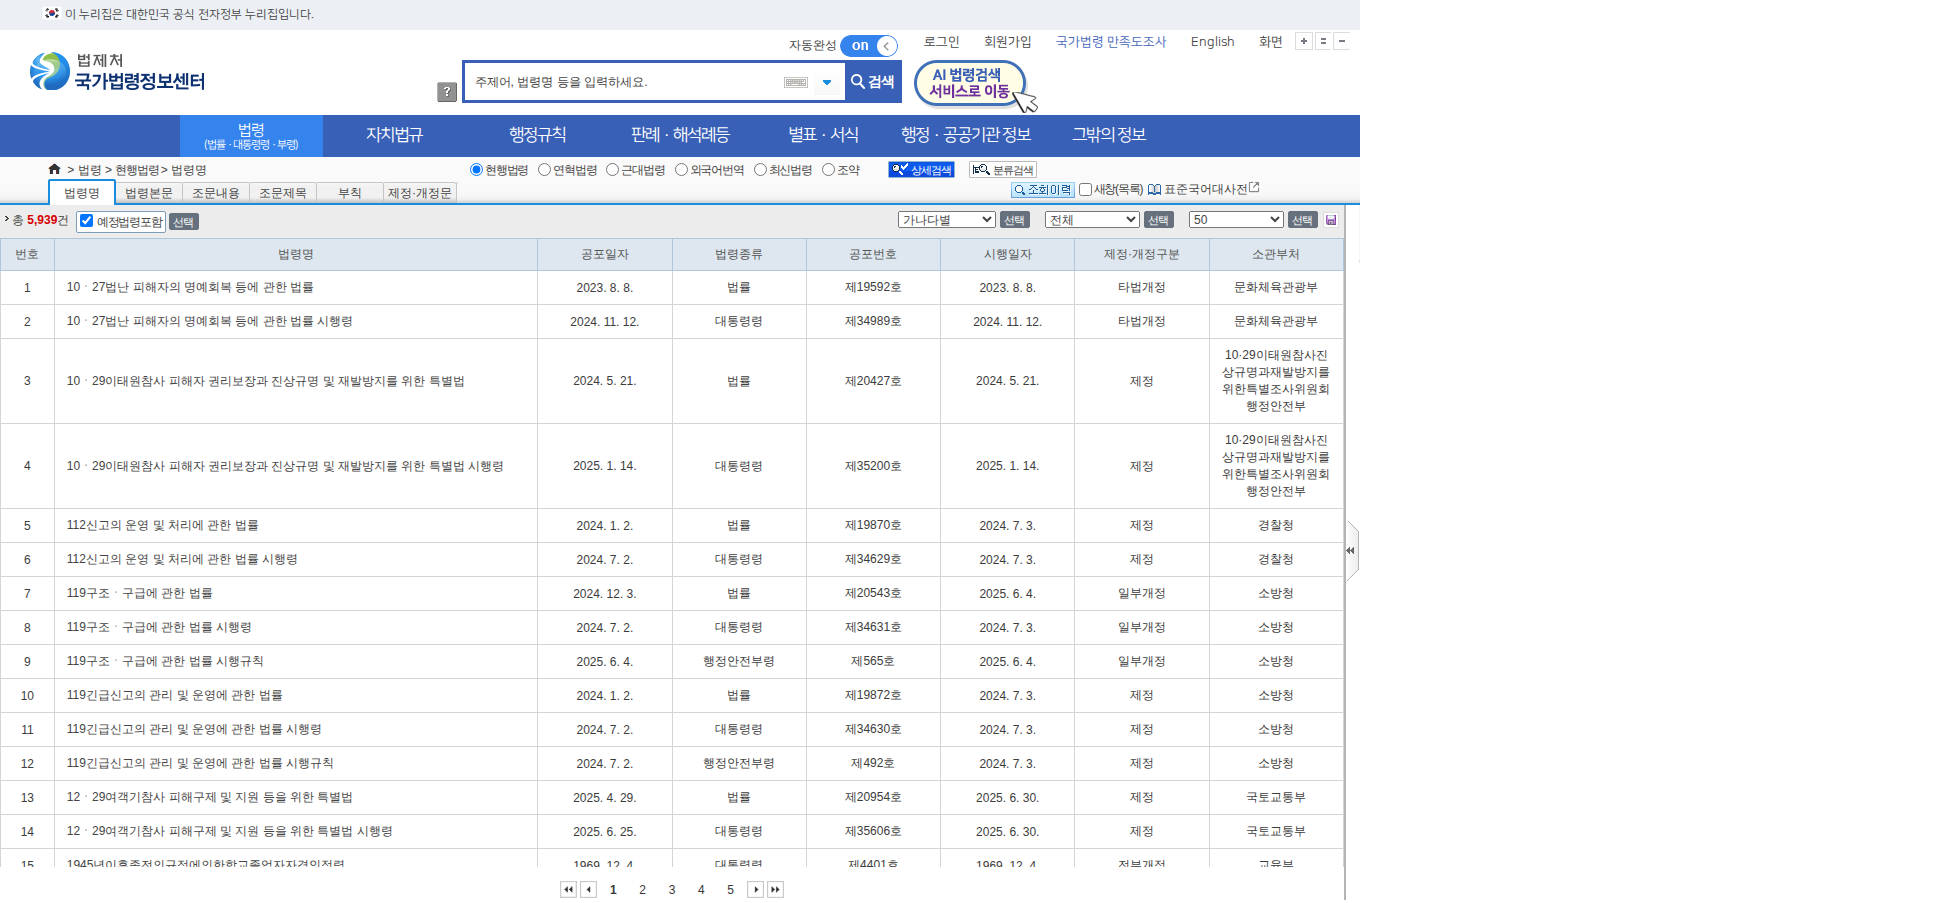 이 누리집은 대한민국 공식 전자정부 누리집입니다.
자동완성 on 로그인 회원가입 국가법령 만족도조사 English 화면
법제처
국가법령정보센터
? 주제어, 법령명 등을 입력하세요. 검색
AI 법령검색
서비스로 이동
법령
(법률ㆍ대통령령ㆍ부령)
자치법규 행정규칙 판례ㆍ해석례등 별표ㆍ서식 행정ㆍ공공기관 정보 그밖의 정보
> 법령 > 현행법령> 법령명 현행법령 연혁법령 근대법령 외국어번역 최신법령 조약 상세검색 분류검색
법령명 법령본문 조문내용 조문제목 부칙 제정·개정문 조회이력 새창(목록) 표준국어대사전
총 5,939건 예정법령포함 선택 가나다별 선택 전체 선택 50 선택
번호 법령명 공포일자 법령종류 공포번호 시행일자 제정·개정구분 소관부처
1 10ㆍ27법난 피해자의 명예회복 등에 관한 법률 2023. 8. 8. 법률 제19592호 2023. 8. 8. 타법개정 문화체육관광부
2 10ㆍ27법난 피해자의 명예회복 등에 관한 법률 시행령 2024. 11. 12. 대통령령 제34989호 2024. 11. 12. 타법개정 문화체육관광부
3 10ㆍ29이태원참사 피해자 권리보장과 진상규명 및 재발방지를 위한 특별법 2024. 5. 21. 법률 제20427호 2024. 5. 21. 제정
10·29이태원참사진
상규명과재발방지를
위한특별조사위원회
행정안전부
4 10ㆍ29이태원참사 피해자 권리보장과 진상규명 및 재발방지를 위한 특별법 시행령 2025. 1. 14. 대통령령 제35200호 2025. 1. 14. 제정
10·29이태원참사진
상규명과재발방지를
위한특별조사위원회
행정안전부
5 112신고의 운영 및 처리에 관한 법률 2024. 1. 2. 법률 제19870호 2024. 7. 3. 제정 경찰청
6 112신고의 운영 및 처리에 관한 법률 시행령 2024. 7. 2. 대통령령 제34629호 2024. 7. 3. 제정 경찰청
7 119구조ㆍ구급에 관한 법률 2024. 12. 3. 법률 제20543호 2025. 6. 4. 일부개정 소방청
8 119구조ㆍ구급에 관한 법률 시행령 2024. 7. 2. 대통령령 제34631호 2024. 7. 3. 일부개정 소방청
9 119구조ㆍ구급에 관한 법률 시행규칙 2025. 6. 4. 행정안전부령 제565호 2025. 6. 4. 일부개정 소방청
10 119긴급신고의 관리 및 운영에 관한 법률 2024. 1. 2. 법률 제19872호 2024. 7. 3. 제정 소방청
11 119긴급신고의 관리 및 운영에 관한 법률 시행령 2024. 7. 2. 대통령령 제34630호 2024. 7. 3. 제정 소방청
12 119긴급신고의 관리 및 운영에 관한 법률 시행규칙 2024. 7. 2. 행정안전부령 제492호 2024. 7. 3. 제정 소방청
13 12ㆍ29여객기참사 피해구제 및 지원 등을 위한 특별법 2025. 4. 29. 법률 제20954호 2025. 6. 30. 제정 국토교통부
14 12ㆍ29여객기참사 피해구제 및 지원 등을 위한 특별법 시행령 2025. 6. 25. 대통령령 제35606호 2025. 6. 30. 제정 국토교통부
15 1969. 12. 4. 대통령령 제4401호 1969. 12. 4. 교육부
1 2 3 4 5